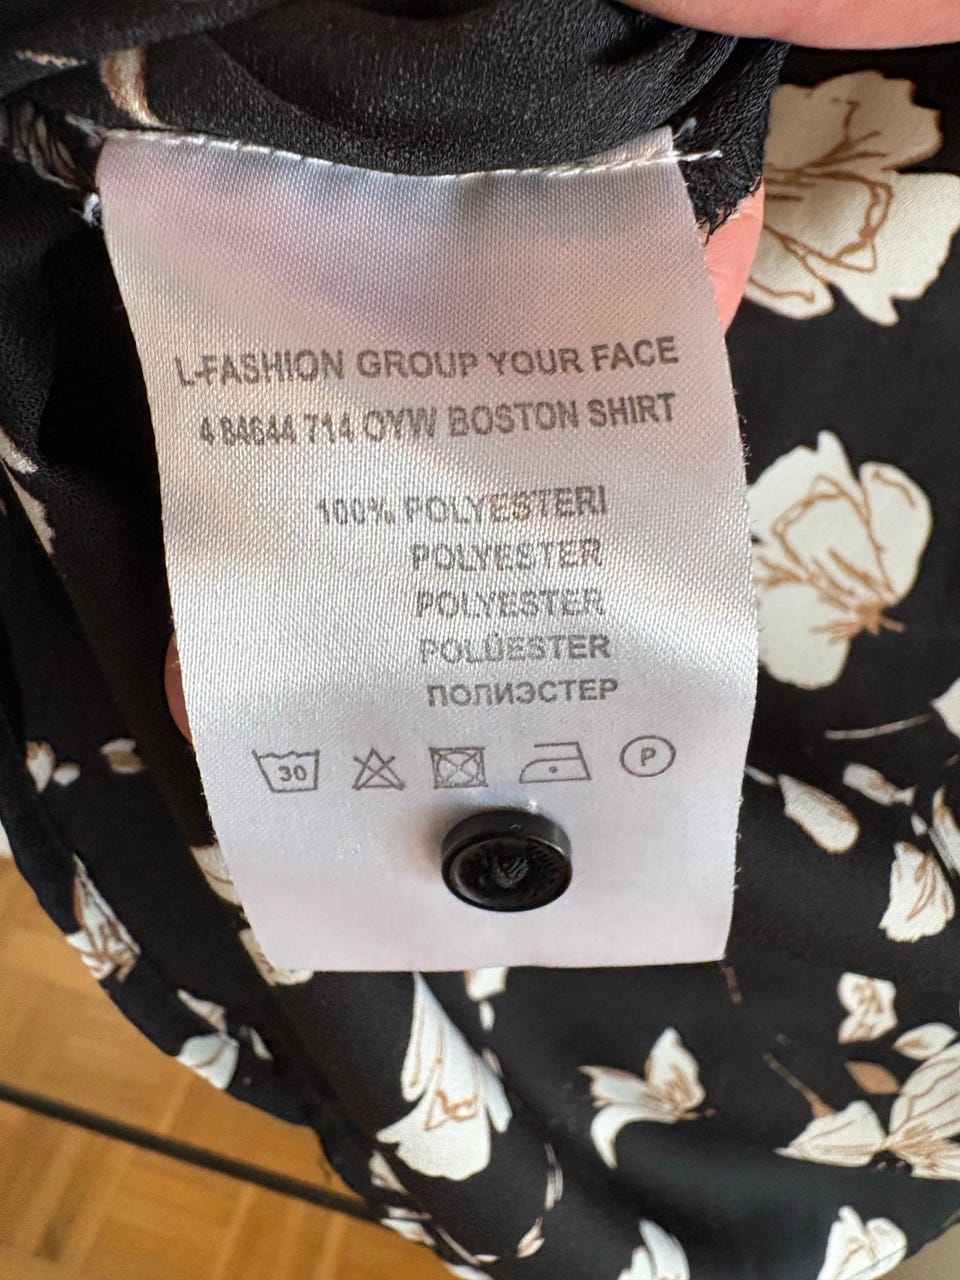 L-FASHION GROUP YOUR FACE
4 84644 714 OYW BOSTON SHIRT
100% POLYESTERI
POLYESTER
POLYESTER
POLÜESTER
ПОЛИЭСТЕР
30 P